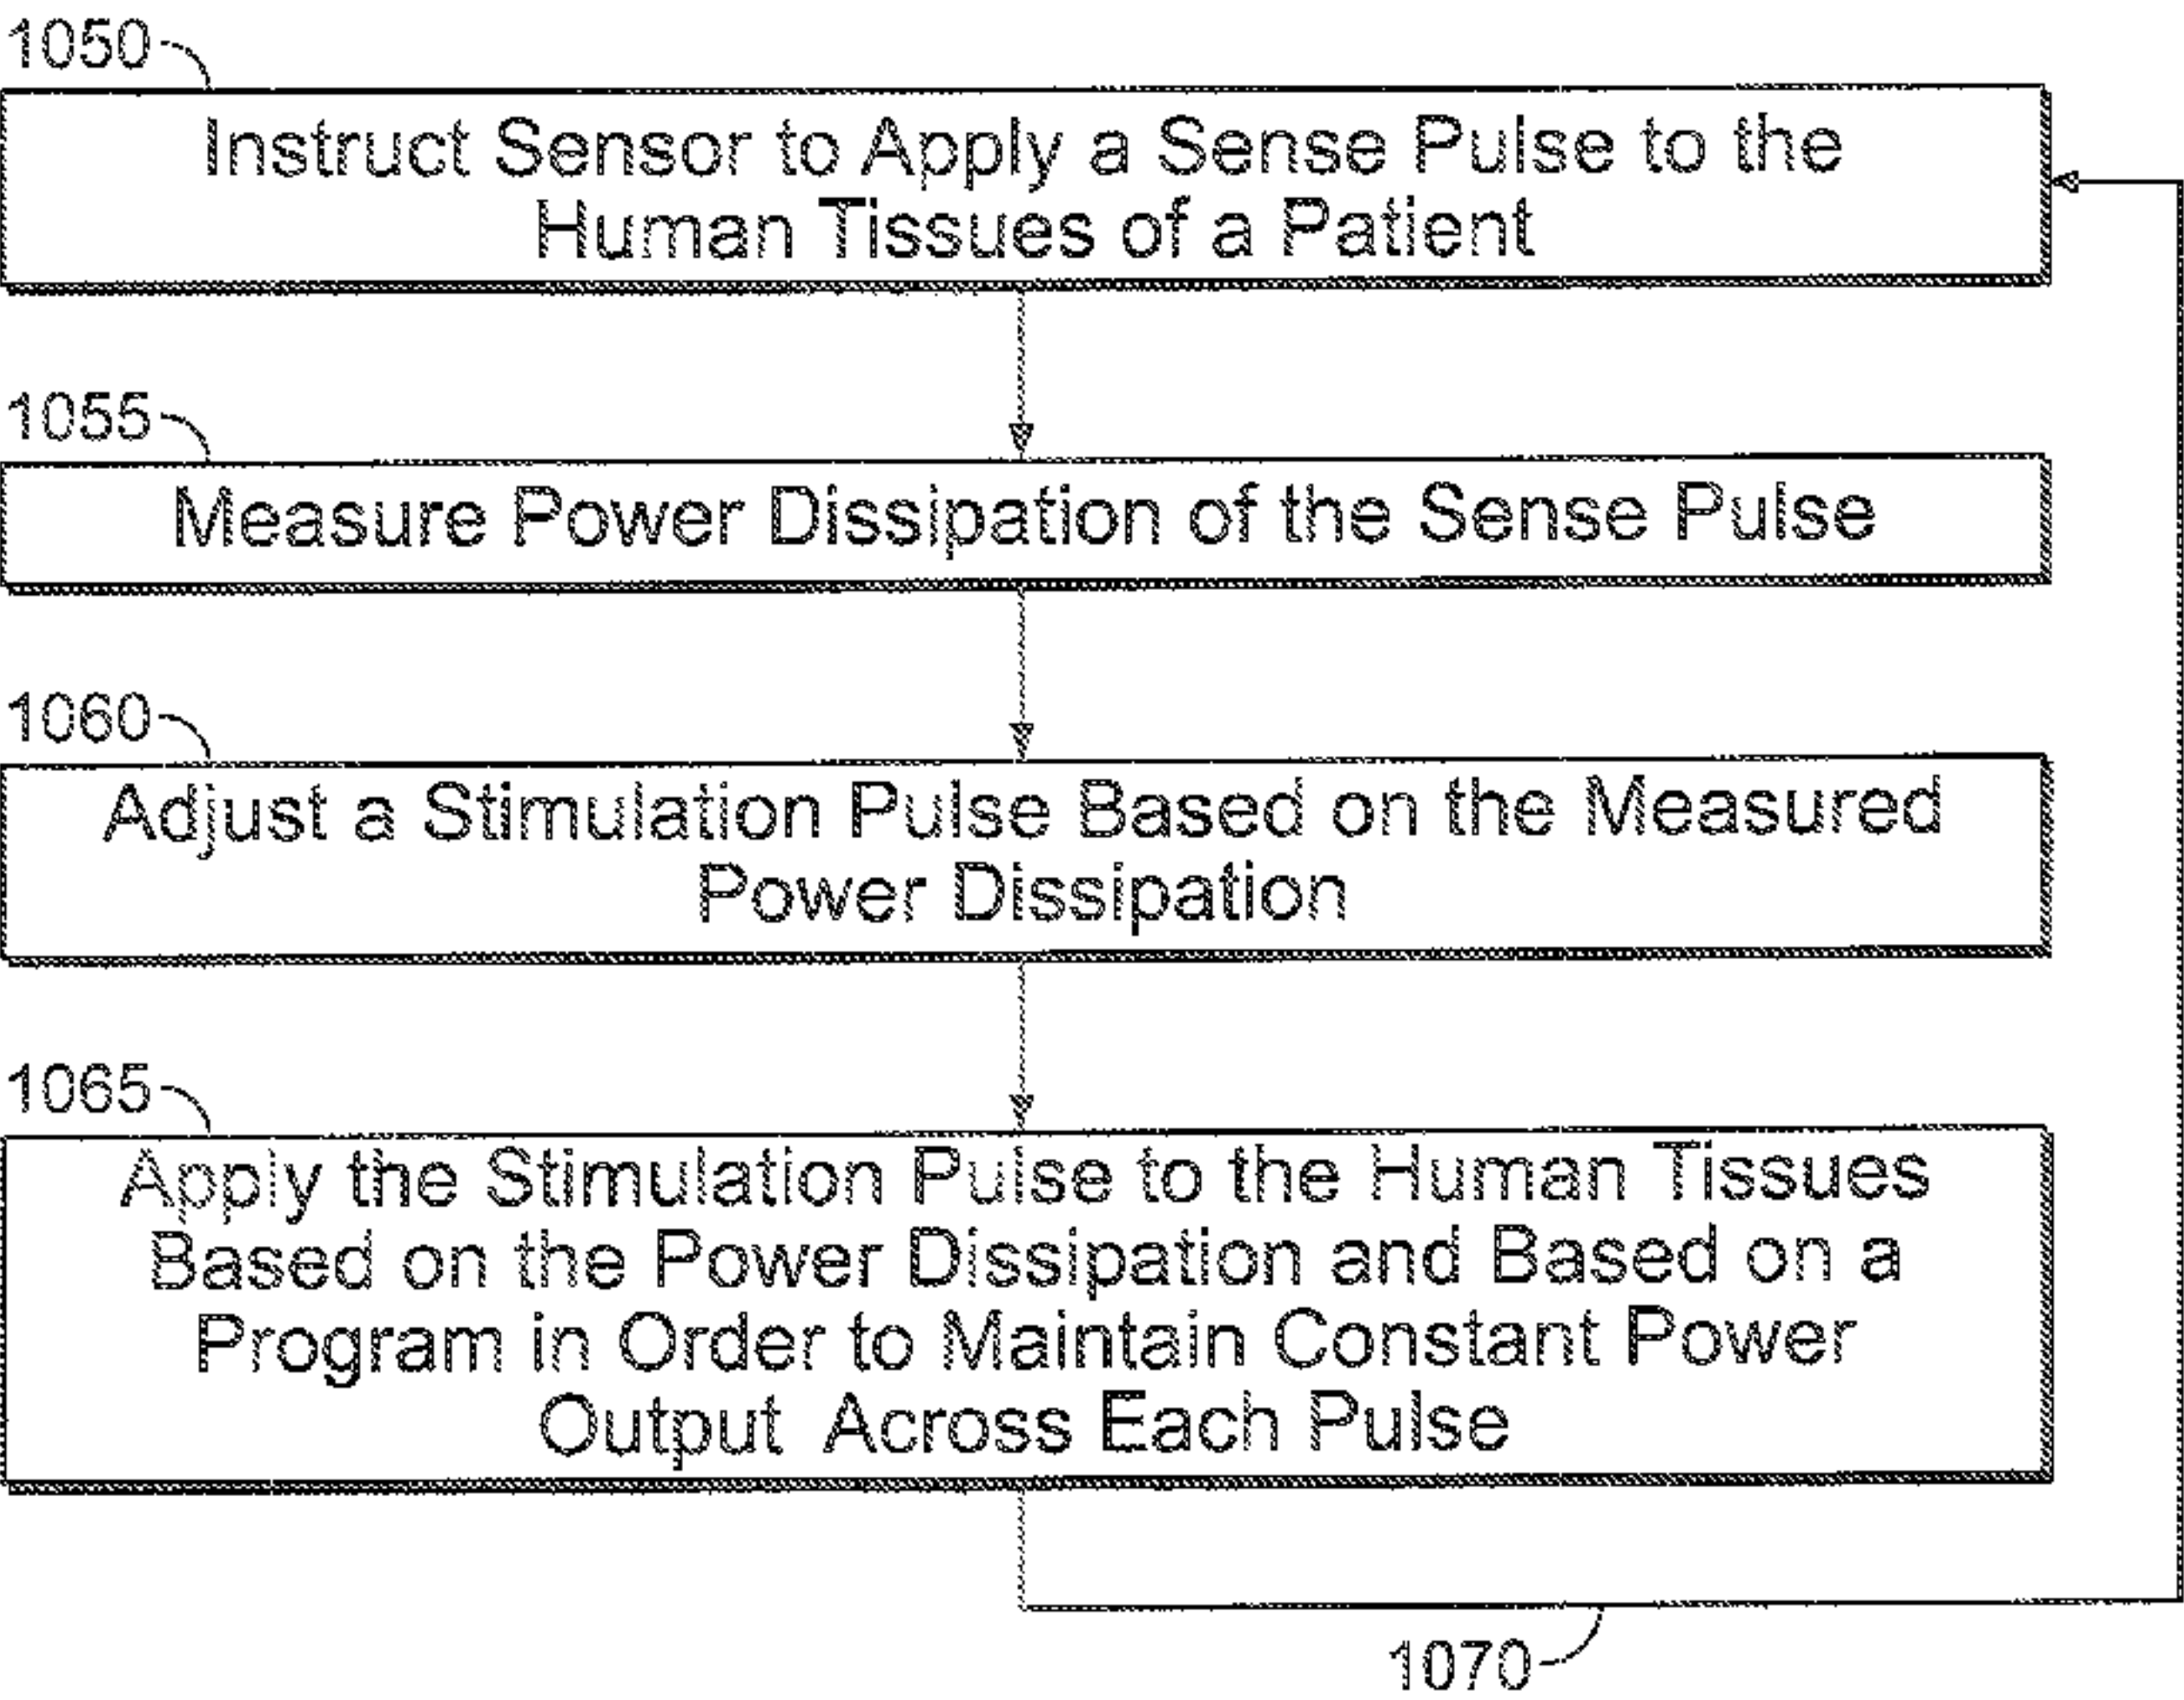 1050
Instruct Sensor to Apply a Sense Pulse to the
Human Tissues of a Patient
1055
Measure Power Dissipation of the Sense Pulse
1060
Adjust a Stimulation Pulse Based on the Measured
Power Dissipation
1065
Apply the Stimulation Pulse to the Human Tissues
Based on the Power Dissipation and Based on a
Program in Order to Maintain Constant Power
Output Across Each Pulse
1070